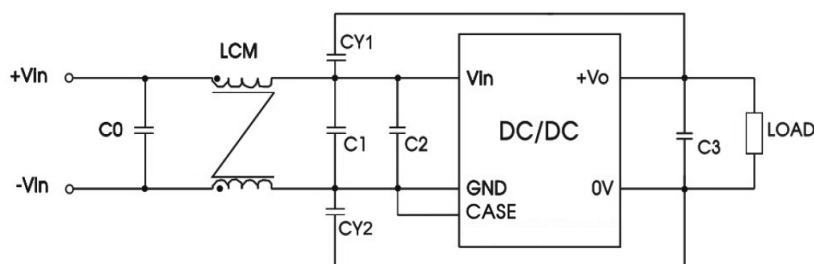 LCM
CY1
+VIn
VIn
+Vo
C0
C1
C2
DC/DC
C3
LOAD
-VIn
GND
0V
CASE
CY2